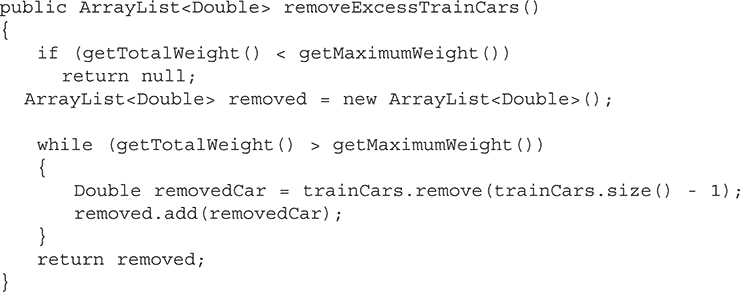 public ArrayList<Double> removeExcessTrainCars()
{
   if (getTotalWeight() < getMaximumWeight())
     return null;
  ArrayList<Double> removed = new ArrayList<Double>();

   while (getTotalWeight() > getMaximumWeight())
   {
      Double removedCar = trainCars.remove(trainCars.size() - 1);
      removed.add(removedCar);
   }
   return removed;
}